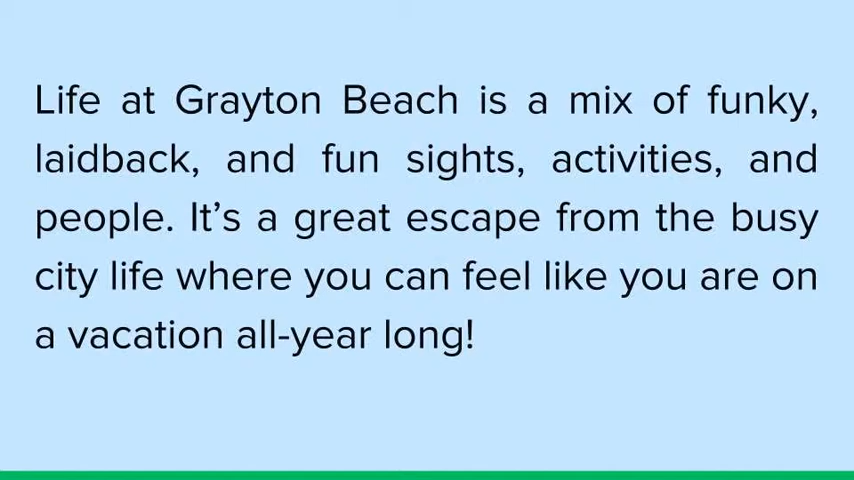 Life at Grayton Beach is a mix of funky,
laidback, and fun sights, activities, and
people. It’s a great escape from the busy
city life where you can feel like you are on
a vacation all-year long!